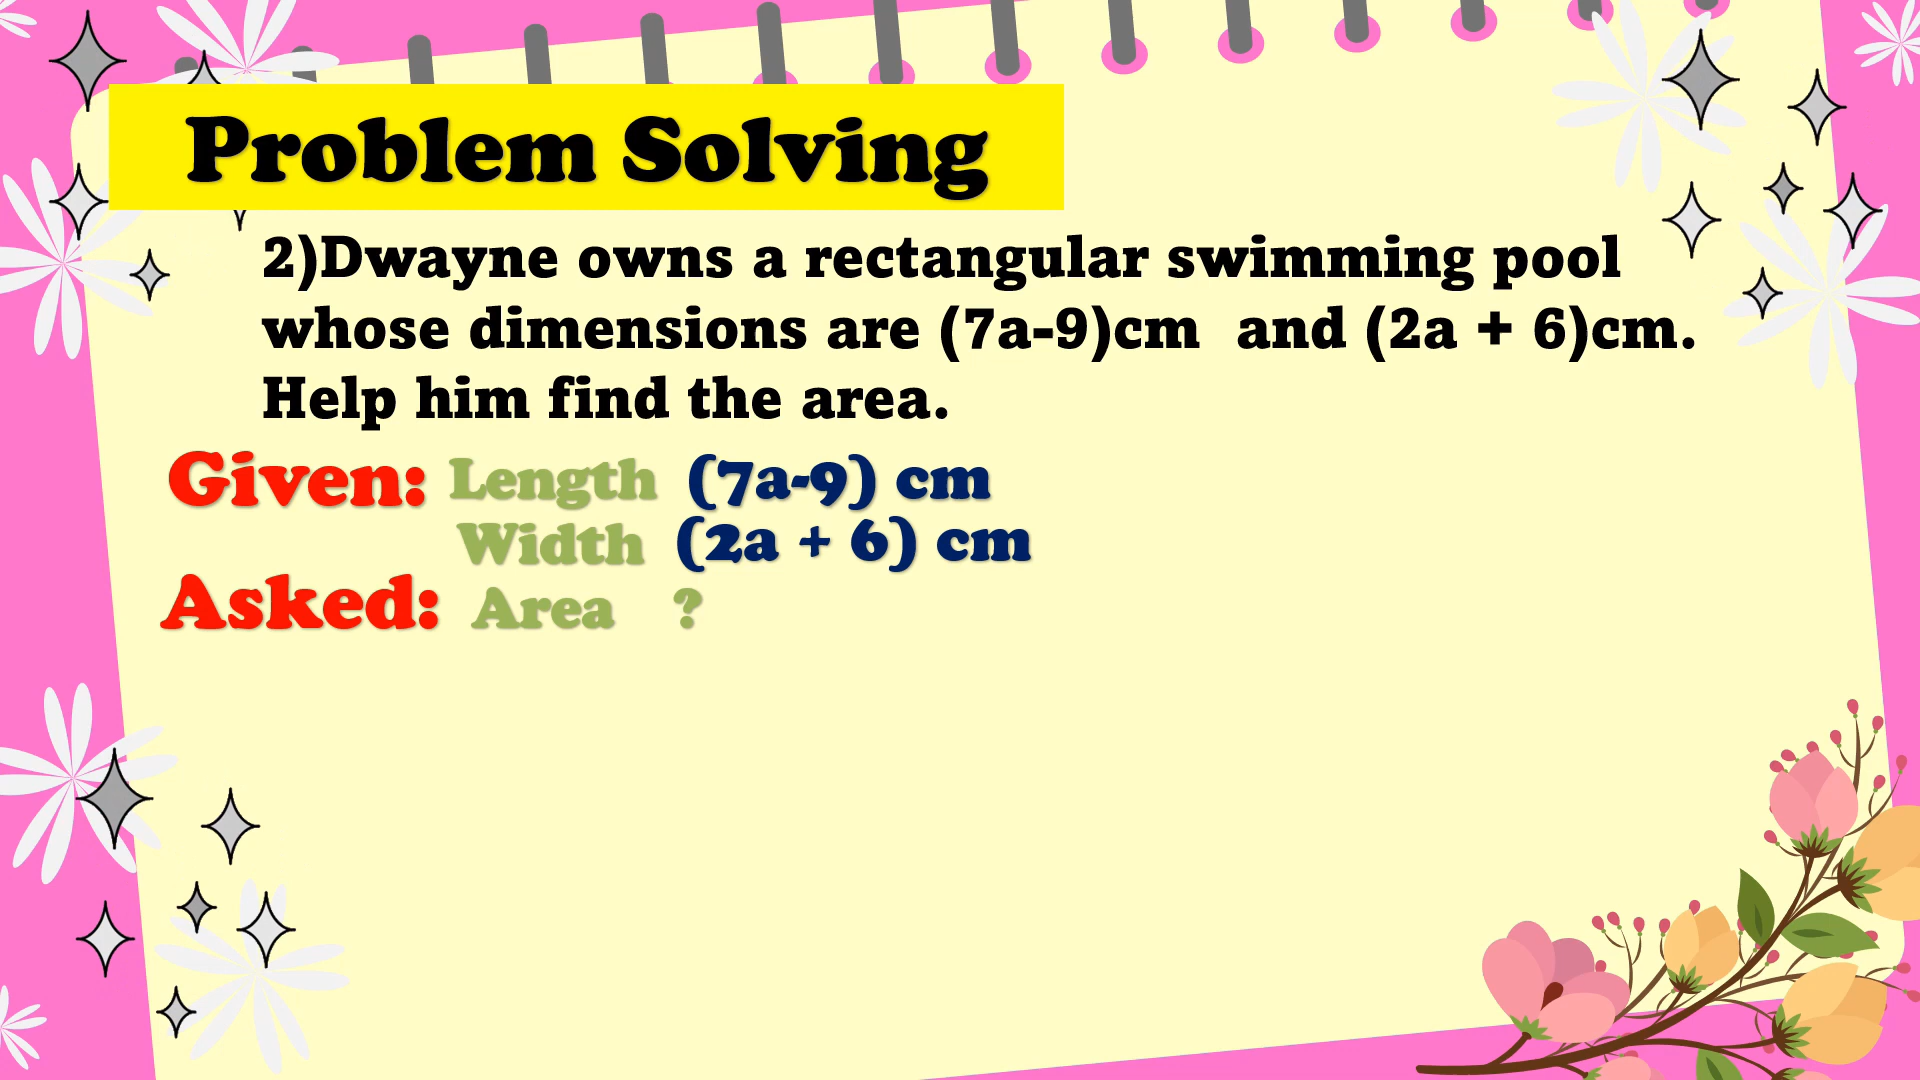 Problem Solving
2)Dwayne owns a rectangular swimming pool
whose dimensions are (7a-9)cm  and (2a + 6)cm.
Help him find the area.
Given: Length (7a-9) cm
Width (2a + 6) cm
Asked: Area ?